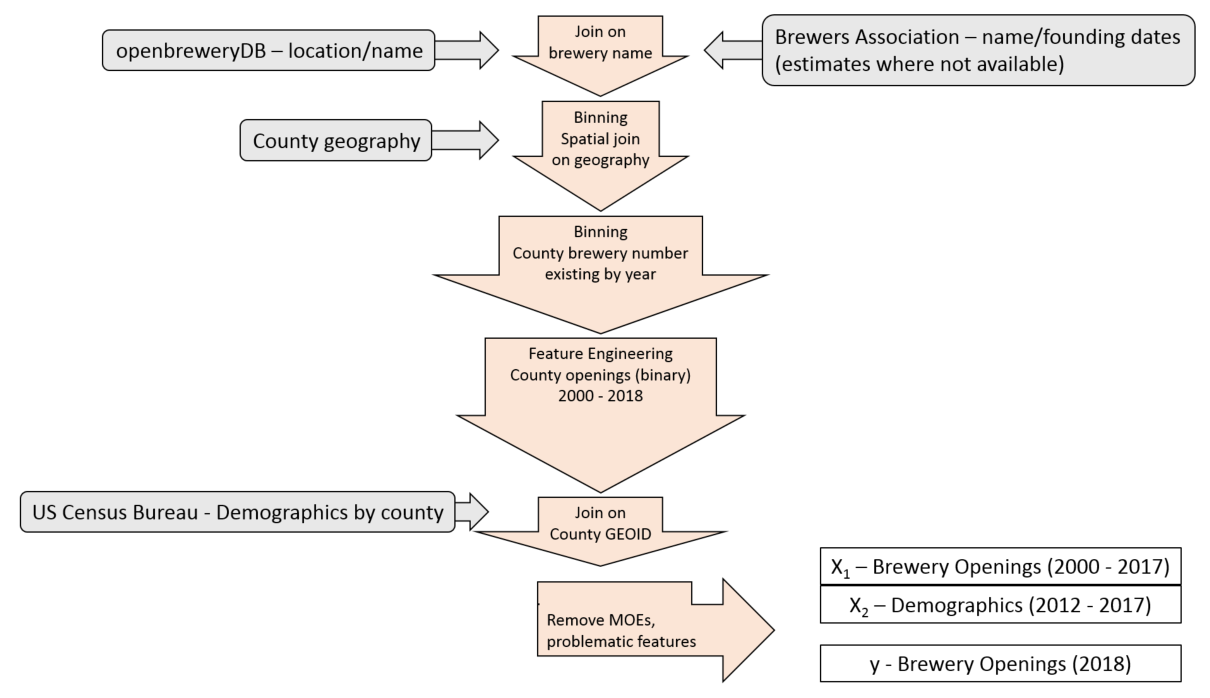 openbreweryDB – location/name
Join on
brewery name
Brewers Association – name/founding dates
(estimates where not available)
County geography
Binning
Spatial join
on geography
Binning
County brewery number
existing by year
Feature Engineering
County openings (binary)
2000 - 2018
US Census Bureau - Demographics by county
Join on
County GEOID
Remove MOEs,
problematic features
X₁ – Brewery Openings (2000 - 2017)
X₂ – Demographics (2012 - 2017)
y - Brewery Openings (2018)